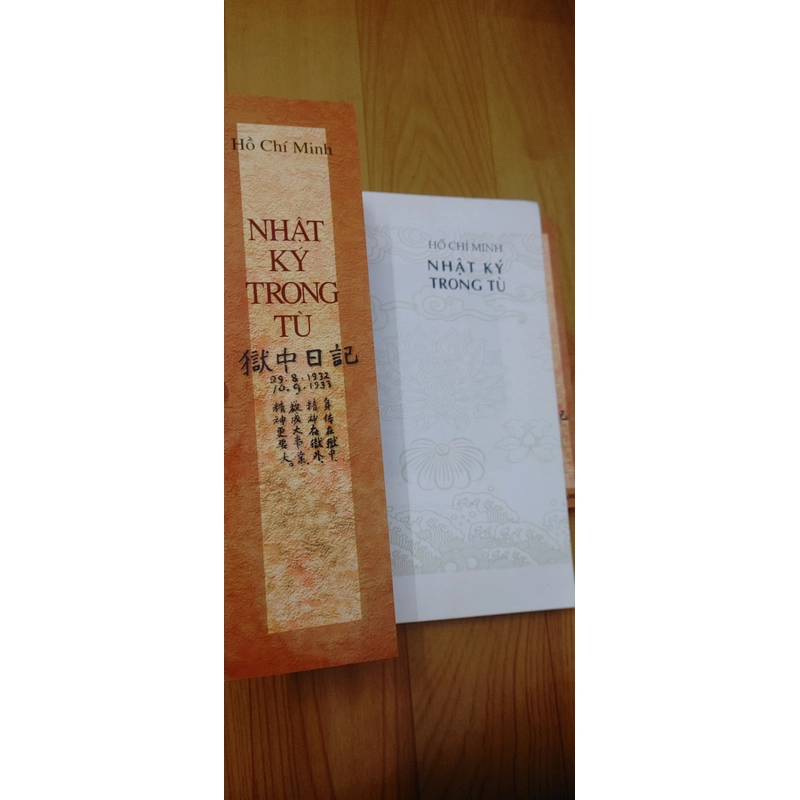 Hồ Chí Minh
NHẬT
KÝ
TRONG
TÙ
獄中日記
29.8.1932
10.9.1933
身体在獄中
精神在獄外
欲成大事業
精神更要大
HỒ CHÍ MINH
NHẬT KÝ
TRONG TÙ
記